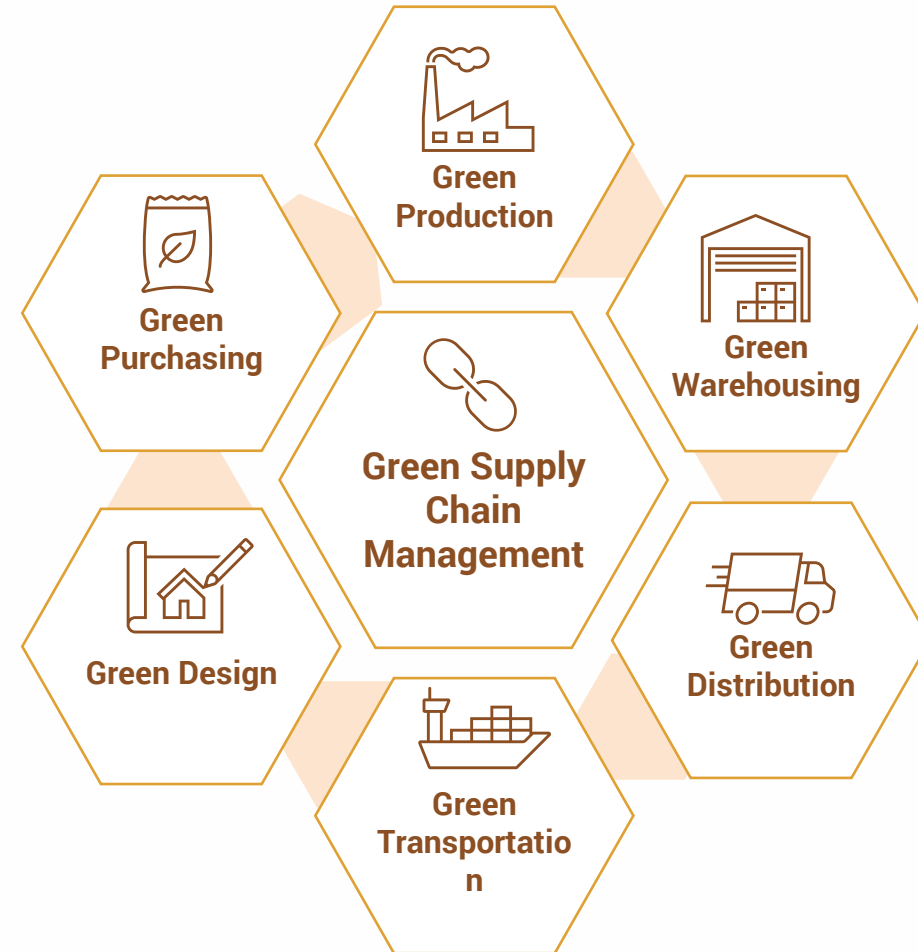 Green
Production
Green
Purchasing
Green
Warehousing
Green Supply
Chain
Management
Green Design
Green
Distribution
Green
Transportatio
n